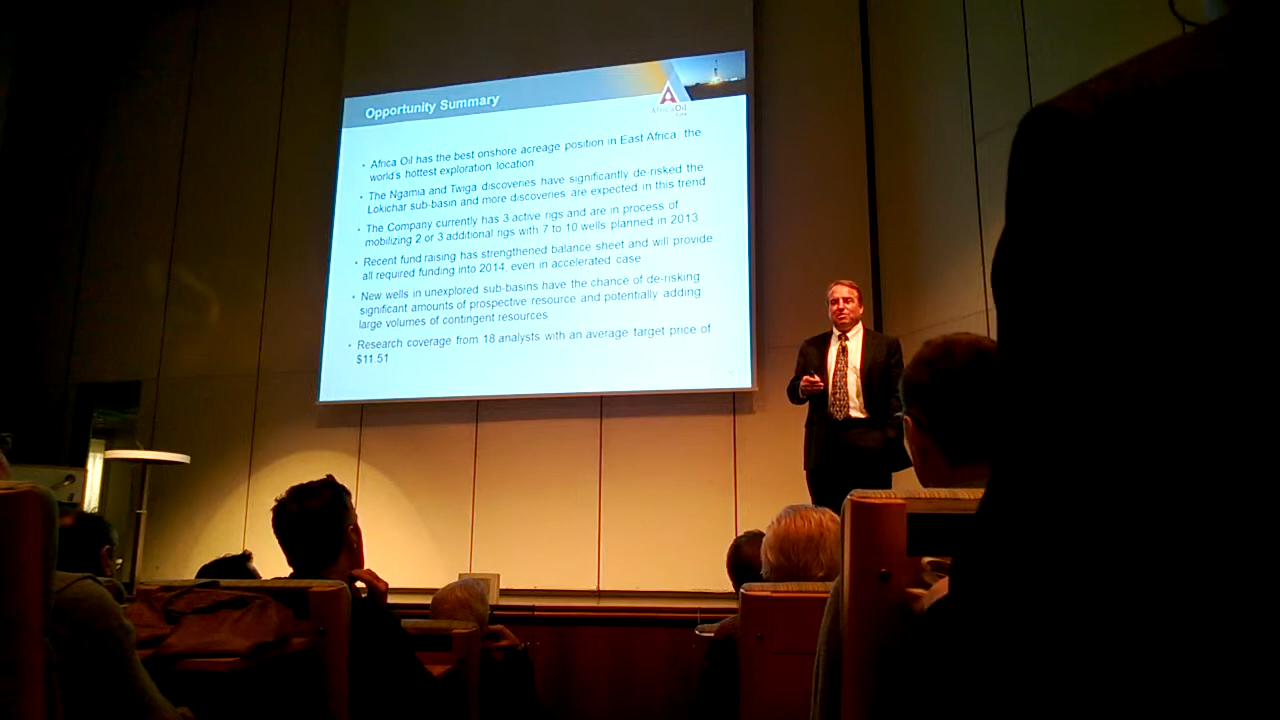 Opportunity Summary
AfricaOil
• Africa Oil has the best onshore acreage position in East Africa, the
world's hottest exploration location
• The Ngamia and Twiga discoveries have significantly de-risked the
Lokichar sub-basin and more discoveries are expected in this trend
• The Company currently has 3 active rigs and are in process of
mobilizing 2 or 3 additional rigs with 7 to 10 wells planned in 2013
• Recent fund raising has strengthened balance sheet and will provide
all required funding into 2014, even in accelerated case
• New wells in unexplored sub-basins have the chance of de-risking
significant amounts of prospective resource and potentially adding
large volumes of contingent resources
• Research coverage from 18 analysts with an average target price of
$11.51